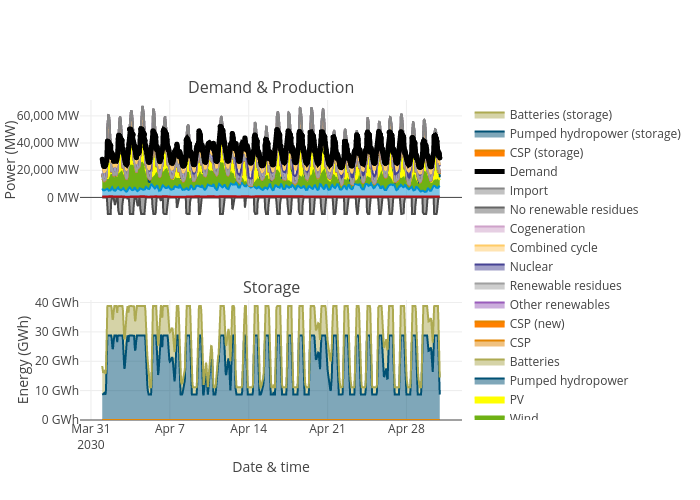 Demand & Production
Power (MW)
60,000 MW
40,000 MW
20,000 MW
0 MW
Storage
Energy (GWh)
40 GWh
30 GWh
20 GWh
10 GWh
0 GWh
Mar 31
2030
Apr 7
Apr 14
Apr 21
Apr 28
Date & time
Batteries (storage)
Pumped hydropower (storage)
CSP (storage)
Demand
Import
No renewable residues
Cogeneration
Combined cycle
Nuclear
Renewable residues
Other renewables
CSP (new)
CSP
Batteries
Pumped hydropower
PV
Wind